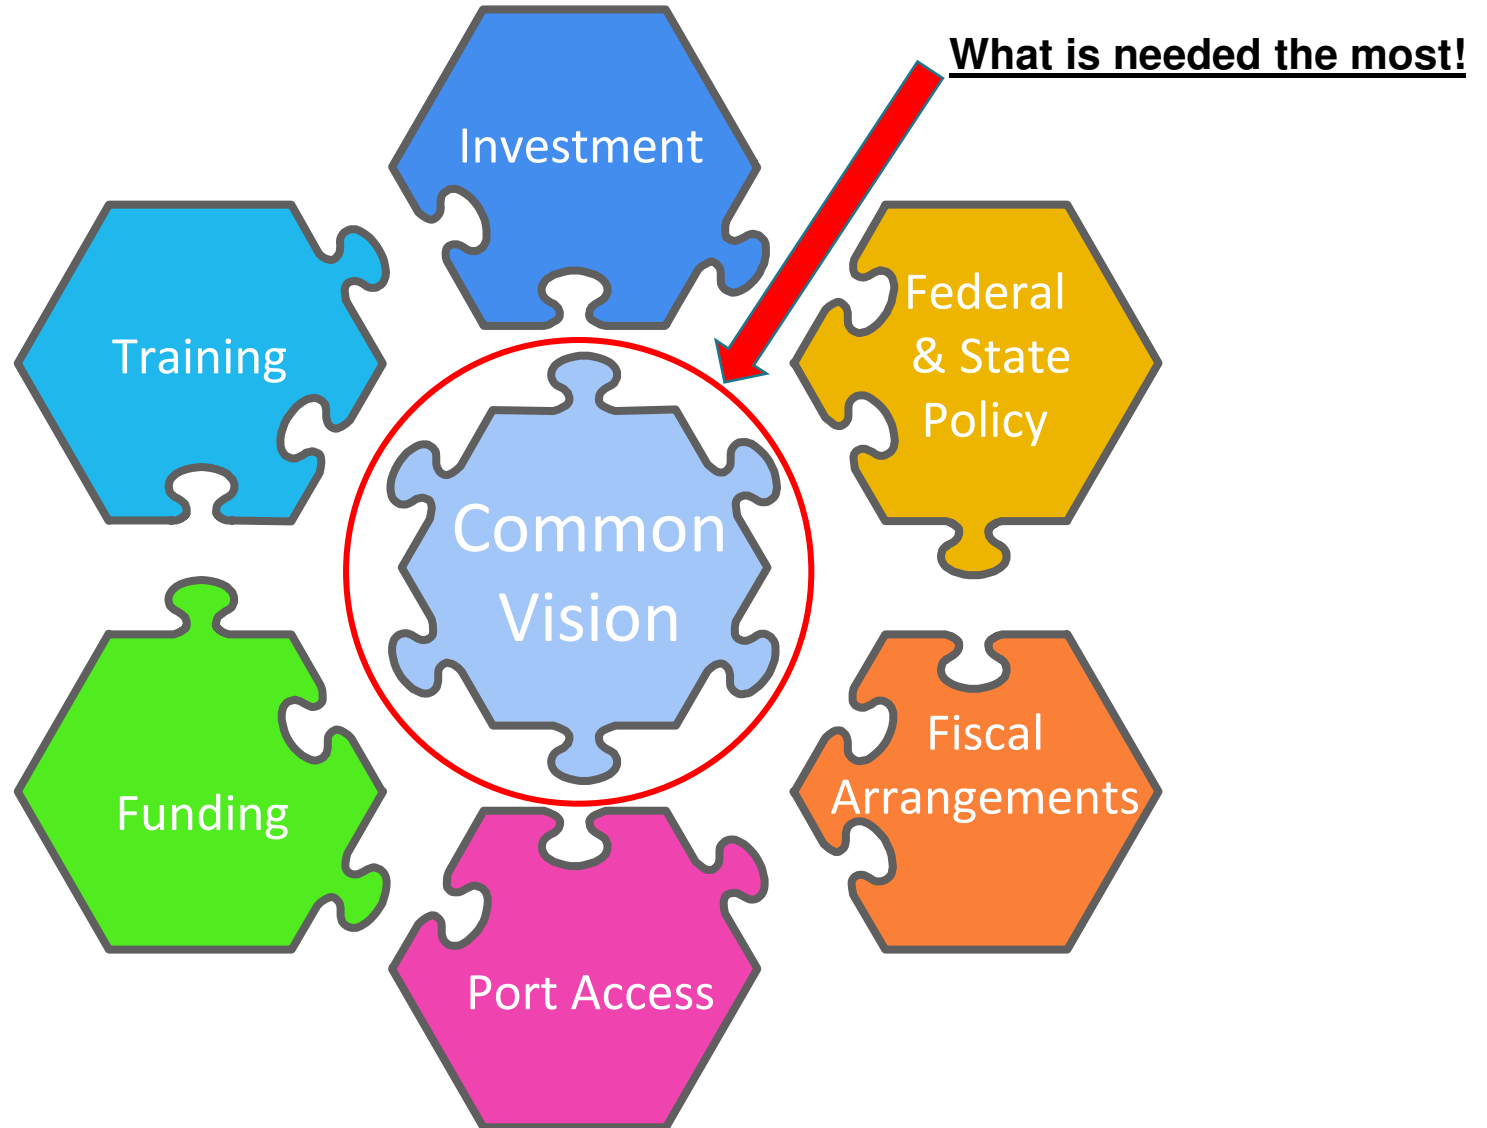 What is needed the most!
Investment
Training
Federal
& State
Policy
Common
Vision
Funding
Fiscal
Arrangements
Port Access